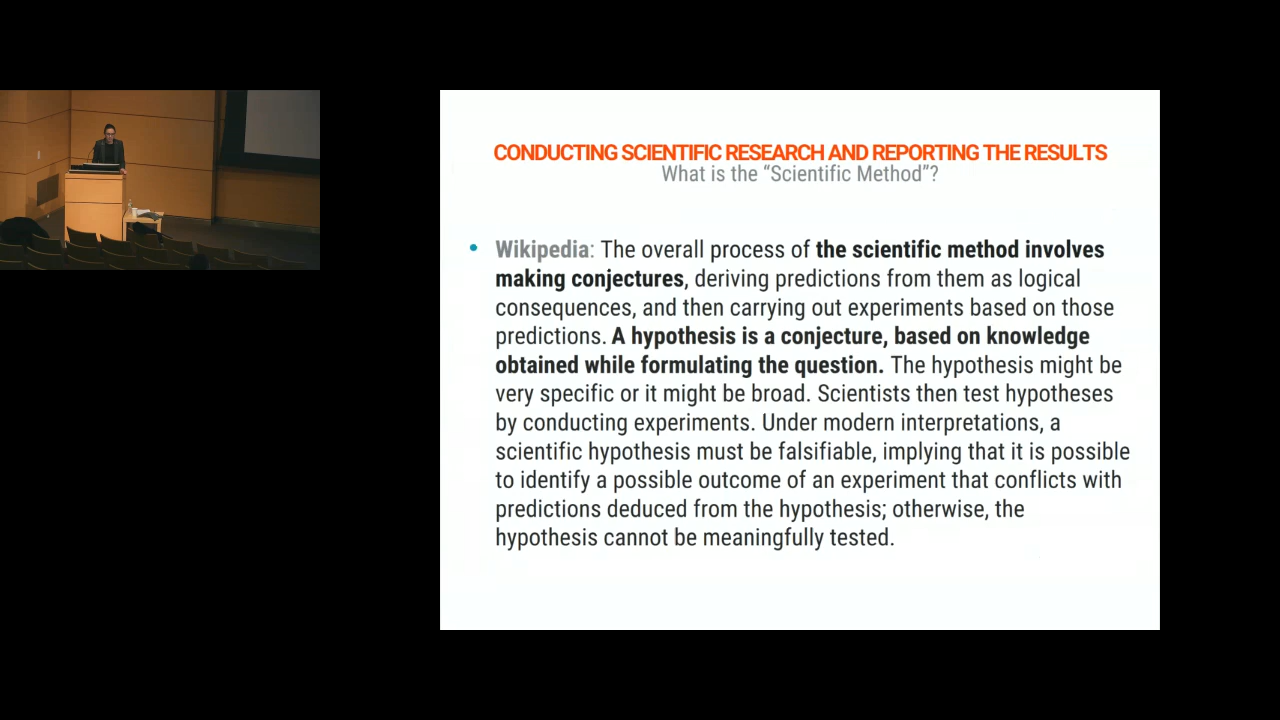 CONDUCTING SCIENTIFIC RESEARCH AND REPORTING THE RESULTS
What is the “Scientific Method”?
• Wikipedia: The overall process of the scientific method involves
making conjectures, deriving predictions from them as logical
consequences, and then carrying out experiments based on those
predictions. A hypothesis is a conjecture, based on knowledge
obtained while formulating the question. The hypothesis might be
very specific or it might be broad. Scientists then test hypotheses
by conducting experiments. Under modern interpretations, a
scientific hypothesis must be falsifiable, implying that it is possible
to identify a possible outcome of an experiment that conflicts with
predictions deduced from the hypothesis; otherwise, the
hypothesis cannot be meaningfully tested.